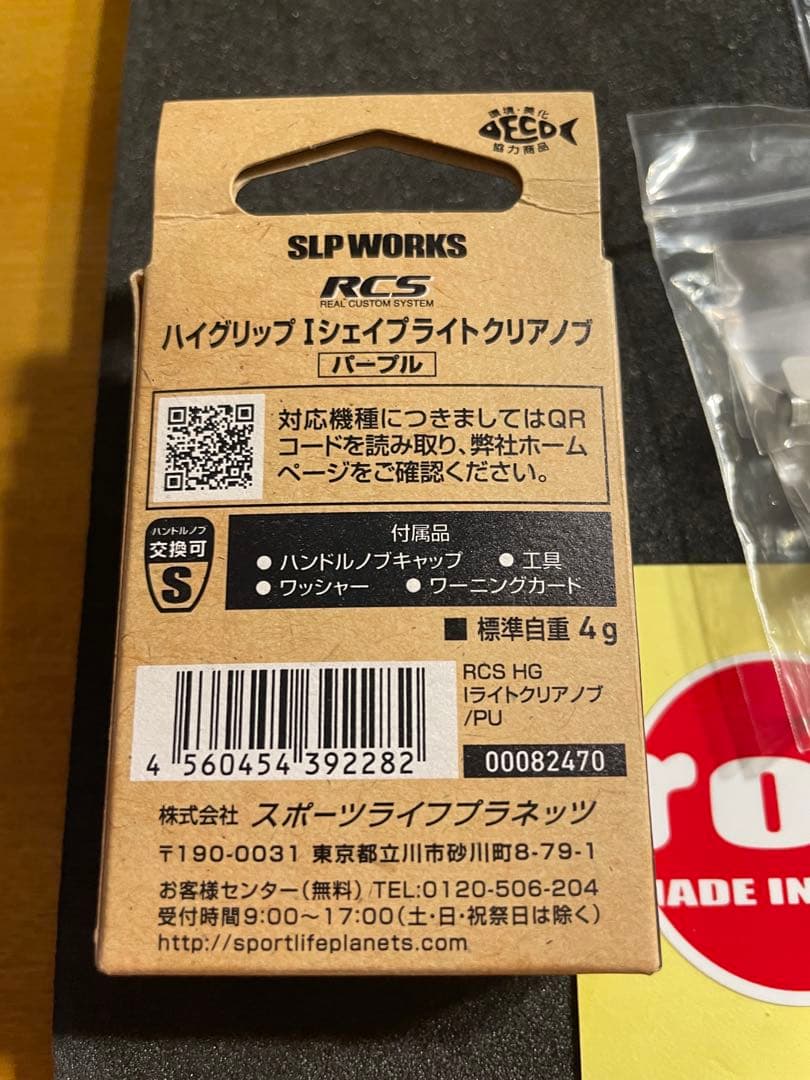 環境・美化
DECO
協力商品
SLP WORKS
RCS
REAL CUSTOM SYSTEM
ハイグリップ Iシェイプライトクリアノブ
パープル
対応機種につきましてはQR
コードを読み取り、弊社ホーム
ページをご確認ください。
ハンドルノブ
交換可
S
付属品
●ハンドルノブキャップ ●工具
●ワッシャー ●ワーニングカード
■標準自重 4g
RCS HG
Iライトクリアノブ
/PU
4 560454 392282
00082470
株式会社 スポーツライフプラネッツ
〒190-0031 東京都立川市砂川町8-79-1
お客様センター(無料) TEL:0120-506-204
受付時間9:00〜17:00(土・日・祝祭日は除く)
http://sportlifeplanets.com
ro
MADE IN